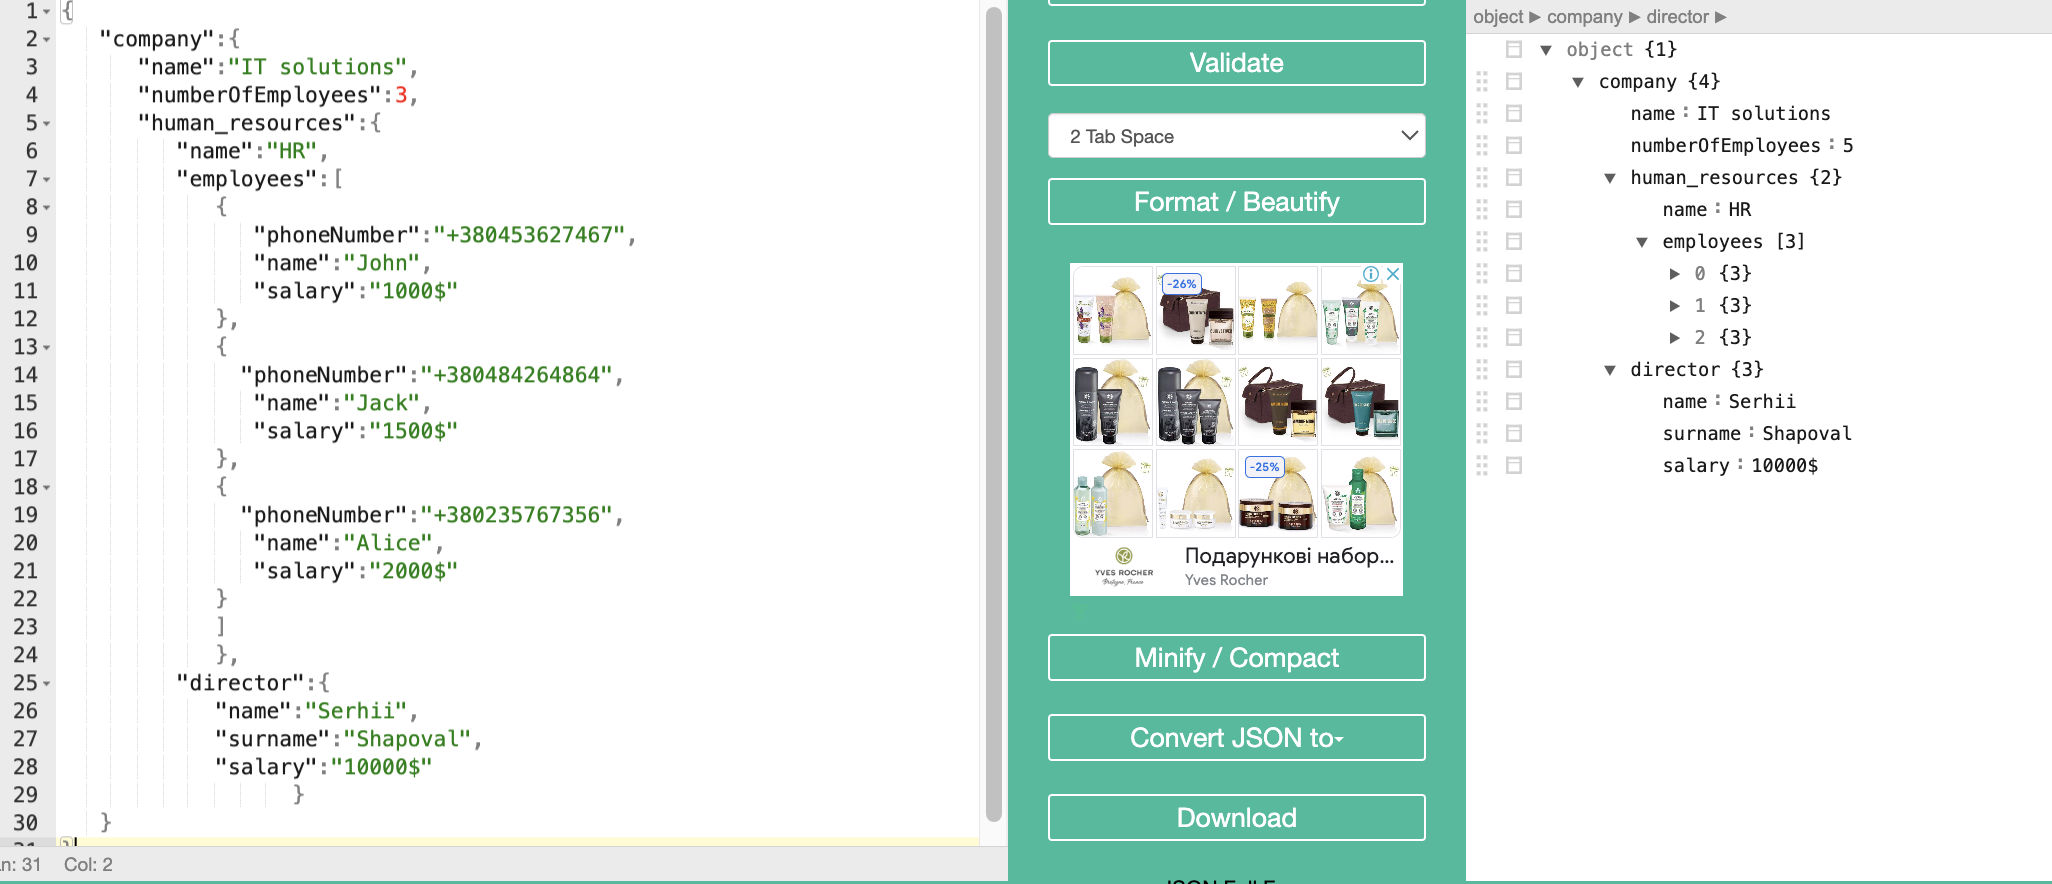 1 {
2 "company":{
3 "name":"IT solutions",
4 "numberOfEmployees":3,
5 "human_resources":{
6 "name":"HR",
7 "employees":[
8 {
9 "phoneNumber":"+380453627467",
10 "name":"John",
11 "salary":"1000$"
12 },
13 {
14 "phoneNumber":"+380484264864",
15 "name":"Jack",
16 "salary":"1500$"
17 },
18 {
19 "phoneNumber":"+380235767356",
20 "name":"Alice",
21 "salary":"2000$"
22 }
23 ]
24 },
25 "director":{
26 "name":"Serhii",
27 "surname":"Shapoval",
28 "salary":"10000$"
29 }
30 }
31 }
n: 31 Col: 2
Validate
2 Tab Space
Format / Beautify
-26%
-25%
YVES ROCHER
Подарункові набор...
Yves Rocher
Minify / Compact
Convert JSON to
Download
object ▶ company ▶ director ▶
▼ object {1}
▼ company {4}
name : IT solutions
numberOfEmployees : 5
▼ human_resources {2}
name : HR
▼ employees [3]
▶ 0 {3}
▶ 1 {3}
▶ 2 {3}
▼ director {3}
name : Serhii
surname : Shapoval
salary : 10000$